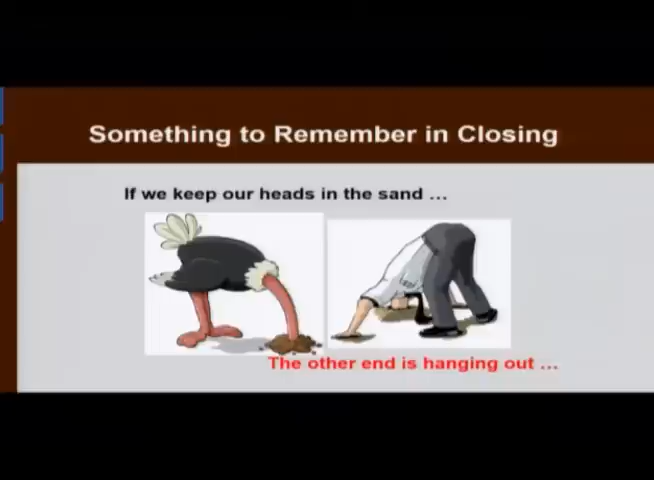 Something to Remember in Closing
If we keep our heads in the sand ...
The other end is hanging out ...